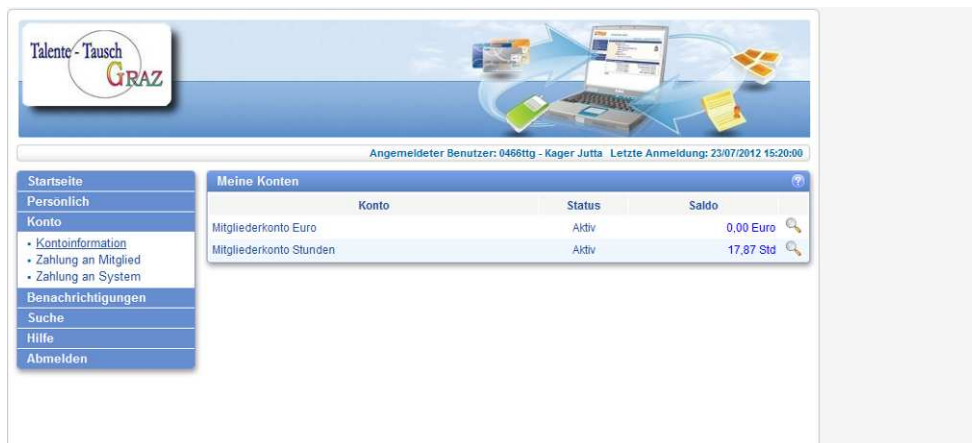 Talente - Tausch
GRAZ
Angemeldeter Benutzer: 0466ttg - Kager Jutta Letzte Anmeldung: 23/07/2012 15:20:00
Startseite
Persönlich
Konto
• Kontoinformation
• Zahlung an Mitglied
• Zahlung an System
Benachrichtigungen
Suche
Hilfe
Abmelden
Meine Konten ?
Konto Status Saldo
Mitgliederkonto Euro Aktiv 0,00 Euro
Mitgliederkonto Stunden Aktiv 17,87 Std